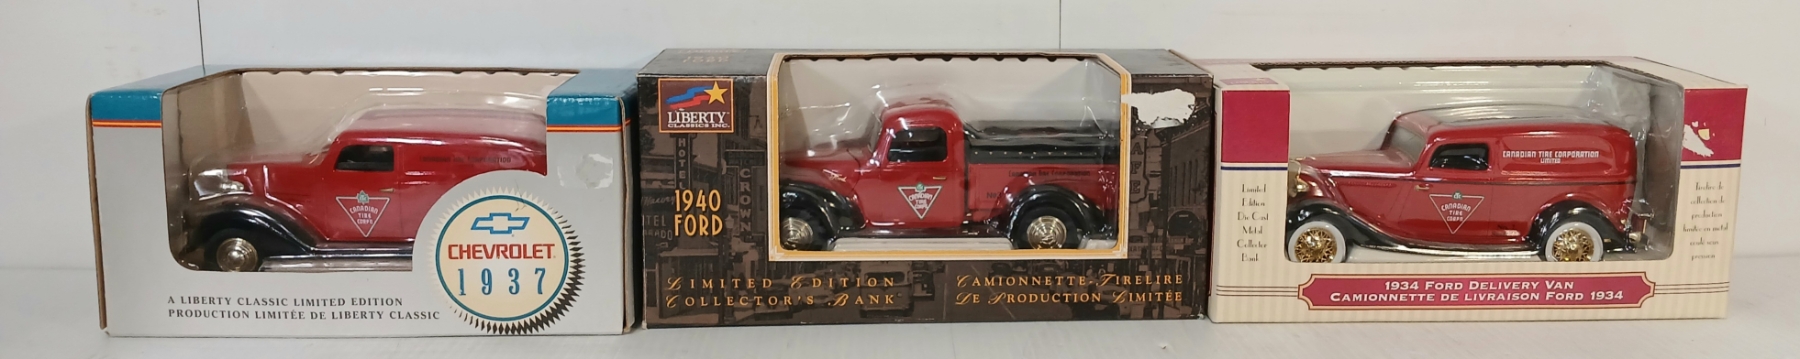 CANADIAN
TIRE
CORP'N
CHEVROLET
1937
A LIBERTY CLASSIC LIMITED EDITION
PRODUCTION LIMITÉE DE LIBERTY CLASSIC
LIBERTY
CLASSICS INC.
HOTEL
CROWN
1940
FORD
CANADIAN
TIRE
CORP'N
LIMITED EDITION
COLLECTOR'S BANK
CAMIONNETTE-TIRELIRE
DE PRODUCTION LIMITÉE
CANADIAN TIRE CORPORATION
LIMITED
CANADIAN
TIRE
CORP'N
Limited
Edition
Die Cast
Metal
Collector
Bank
1934 FORD DELIVERY VAN
CAMIONNETTE DE LIVRAISON FORD 1934